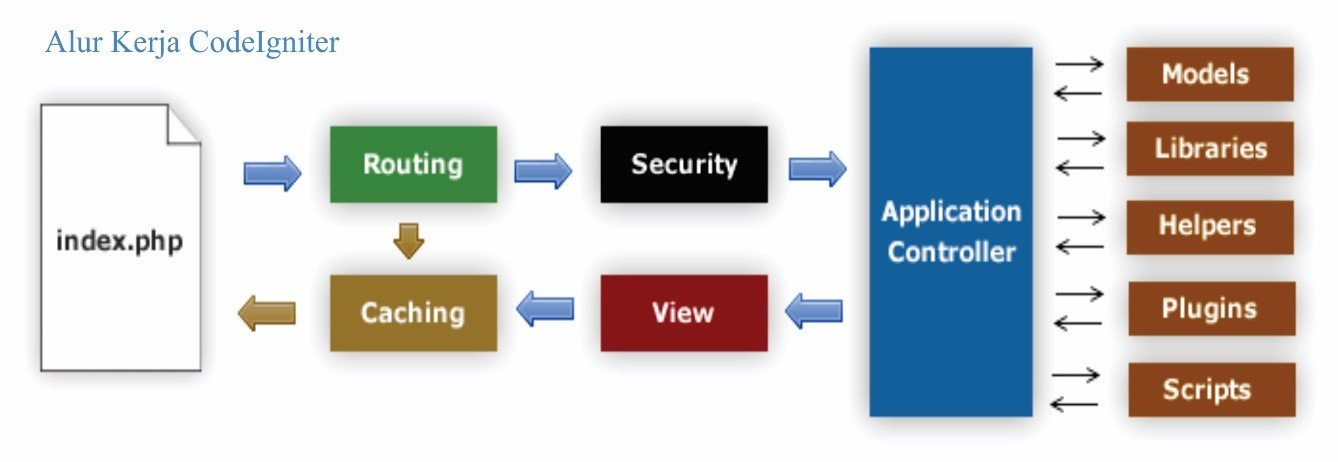 Alur Kerja CodeIgniter
index.php
Routing
Security
Caching
View
Application
Controller
Models
Libraries
Helpers
Plugins
Scripts